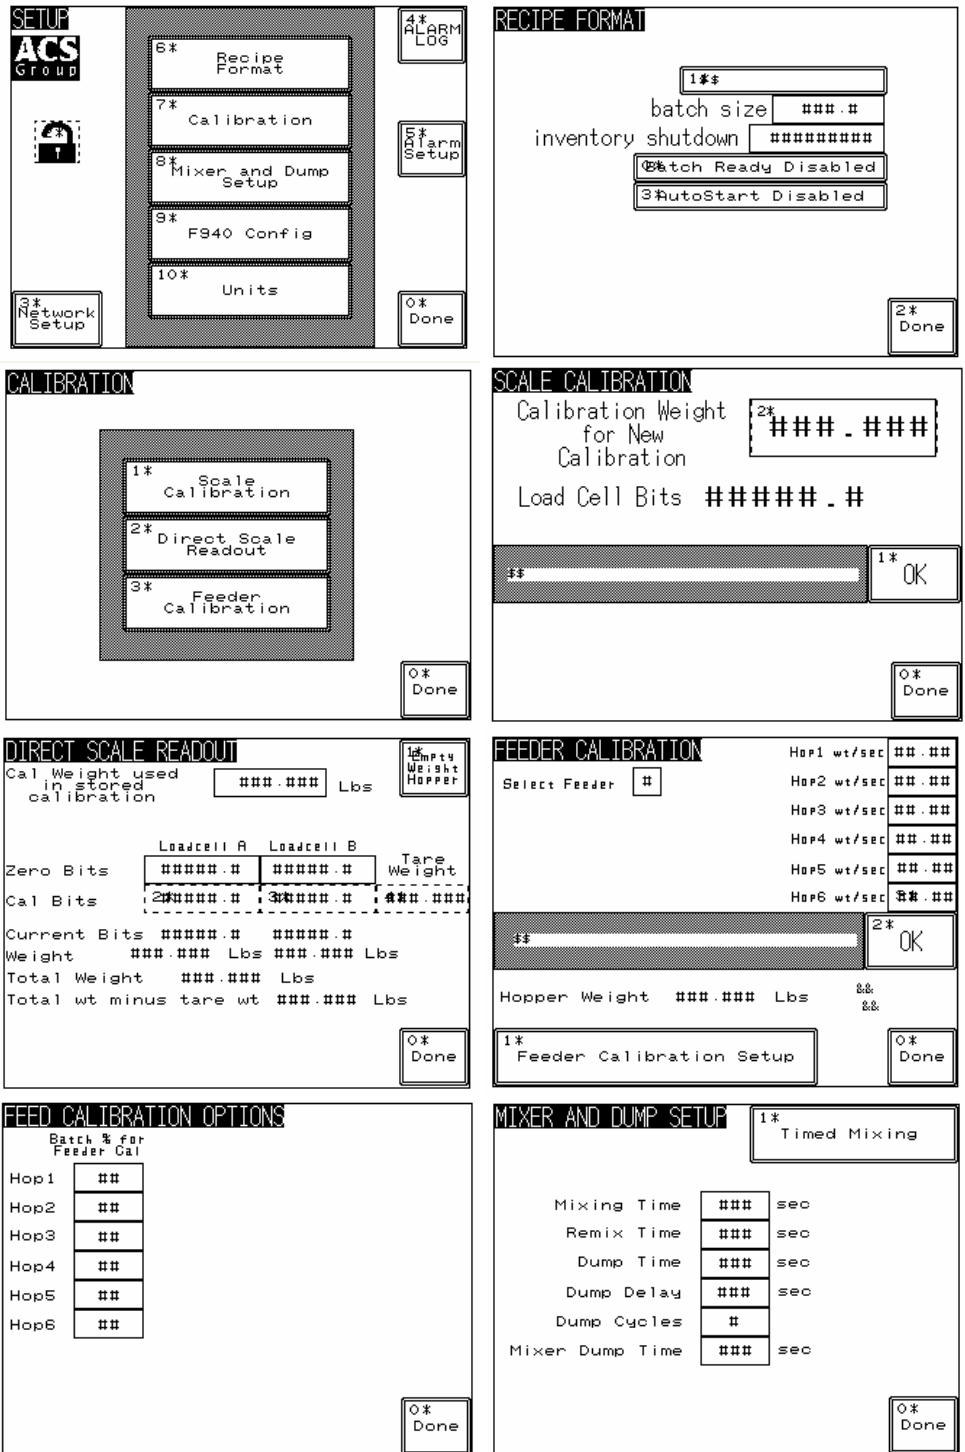 SETUP
ACS
Group
4*
ALARM
LOG
6*
Recipe
Format
7*
Calibration
5*
Alarm
Setup
8*
Mixer and Dump
Setup
9*
F940 Config
10*
Units
3*
Network
Setup
0*
Done
RECIPE FORMAT
1*
batch size ###.#
inventory shutdown #########
Batch Ready Disabled
3*AutoStart Disabled
2*
Done
CALIBRATION
1*
Scale
Calibration
2*
Direct Scale
Readout
3*
Feeder
Calibration
0*
Done
SCALE CALIBRATION
Calibration Weight
for New
Calibration
2*
###.###
Load Cell Bits #####.#
$$
1*
OK
0*
Done
DIRECT SCALE READOUT
Cal Weight used
in stored
calibration
###.### Lbs
1*
Empty
Weight
Hopper
Loadcell A Loadcell B
Tare
Weight
Zero Bits #####.# #####.#
Cal Bits #####.# #####.# ###.###
Current Bits #####.# #####.#
Weight ###.### Lbs ###.### Lbs
Total Weight ###.### Lbs
Total wt minus tare wt ###.### Lbs
0*
Done
FEEDER CALIBRATION
Select Feeder #
Hop1 wt/sec ##.##
Hop2 wt/sec ##.##
Hop3 wt/sec ##.##
Hop4 wt/sec ##.##
Hop5 wt/sec ##.##
Hop6 wt/sec ##.##
$$
2*
OK
Hopper Weight ###.### Lbs
&&
&&
1*
Feeder Calibration Setup
0*
Done
FEED CALIBRATION OPTIONS
Batch % for
Feeder Cal
Hop1 ##
Hop2 ##
Hop3 ##
Hop4 ##
Hop5 ##
Hop6 ##
0*
Done
MIXER AND DUMP SETUP
1*
Timed Mixing
Mixing Time ### sec
Remix Time ### sec
Dump Time ### sec
Dump Delay ### sec
Dump Cycles #
Mixer Dump Time ### sec
0*
Done